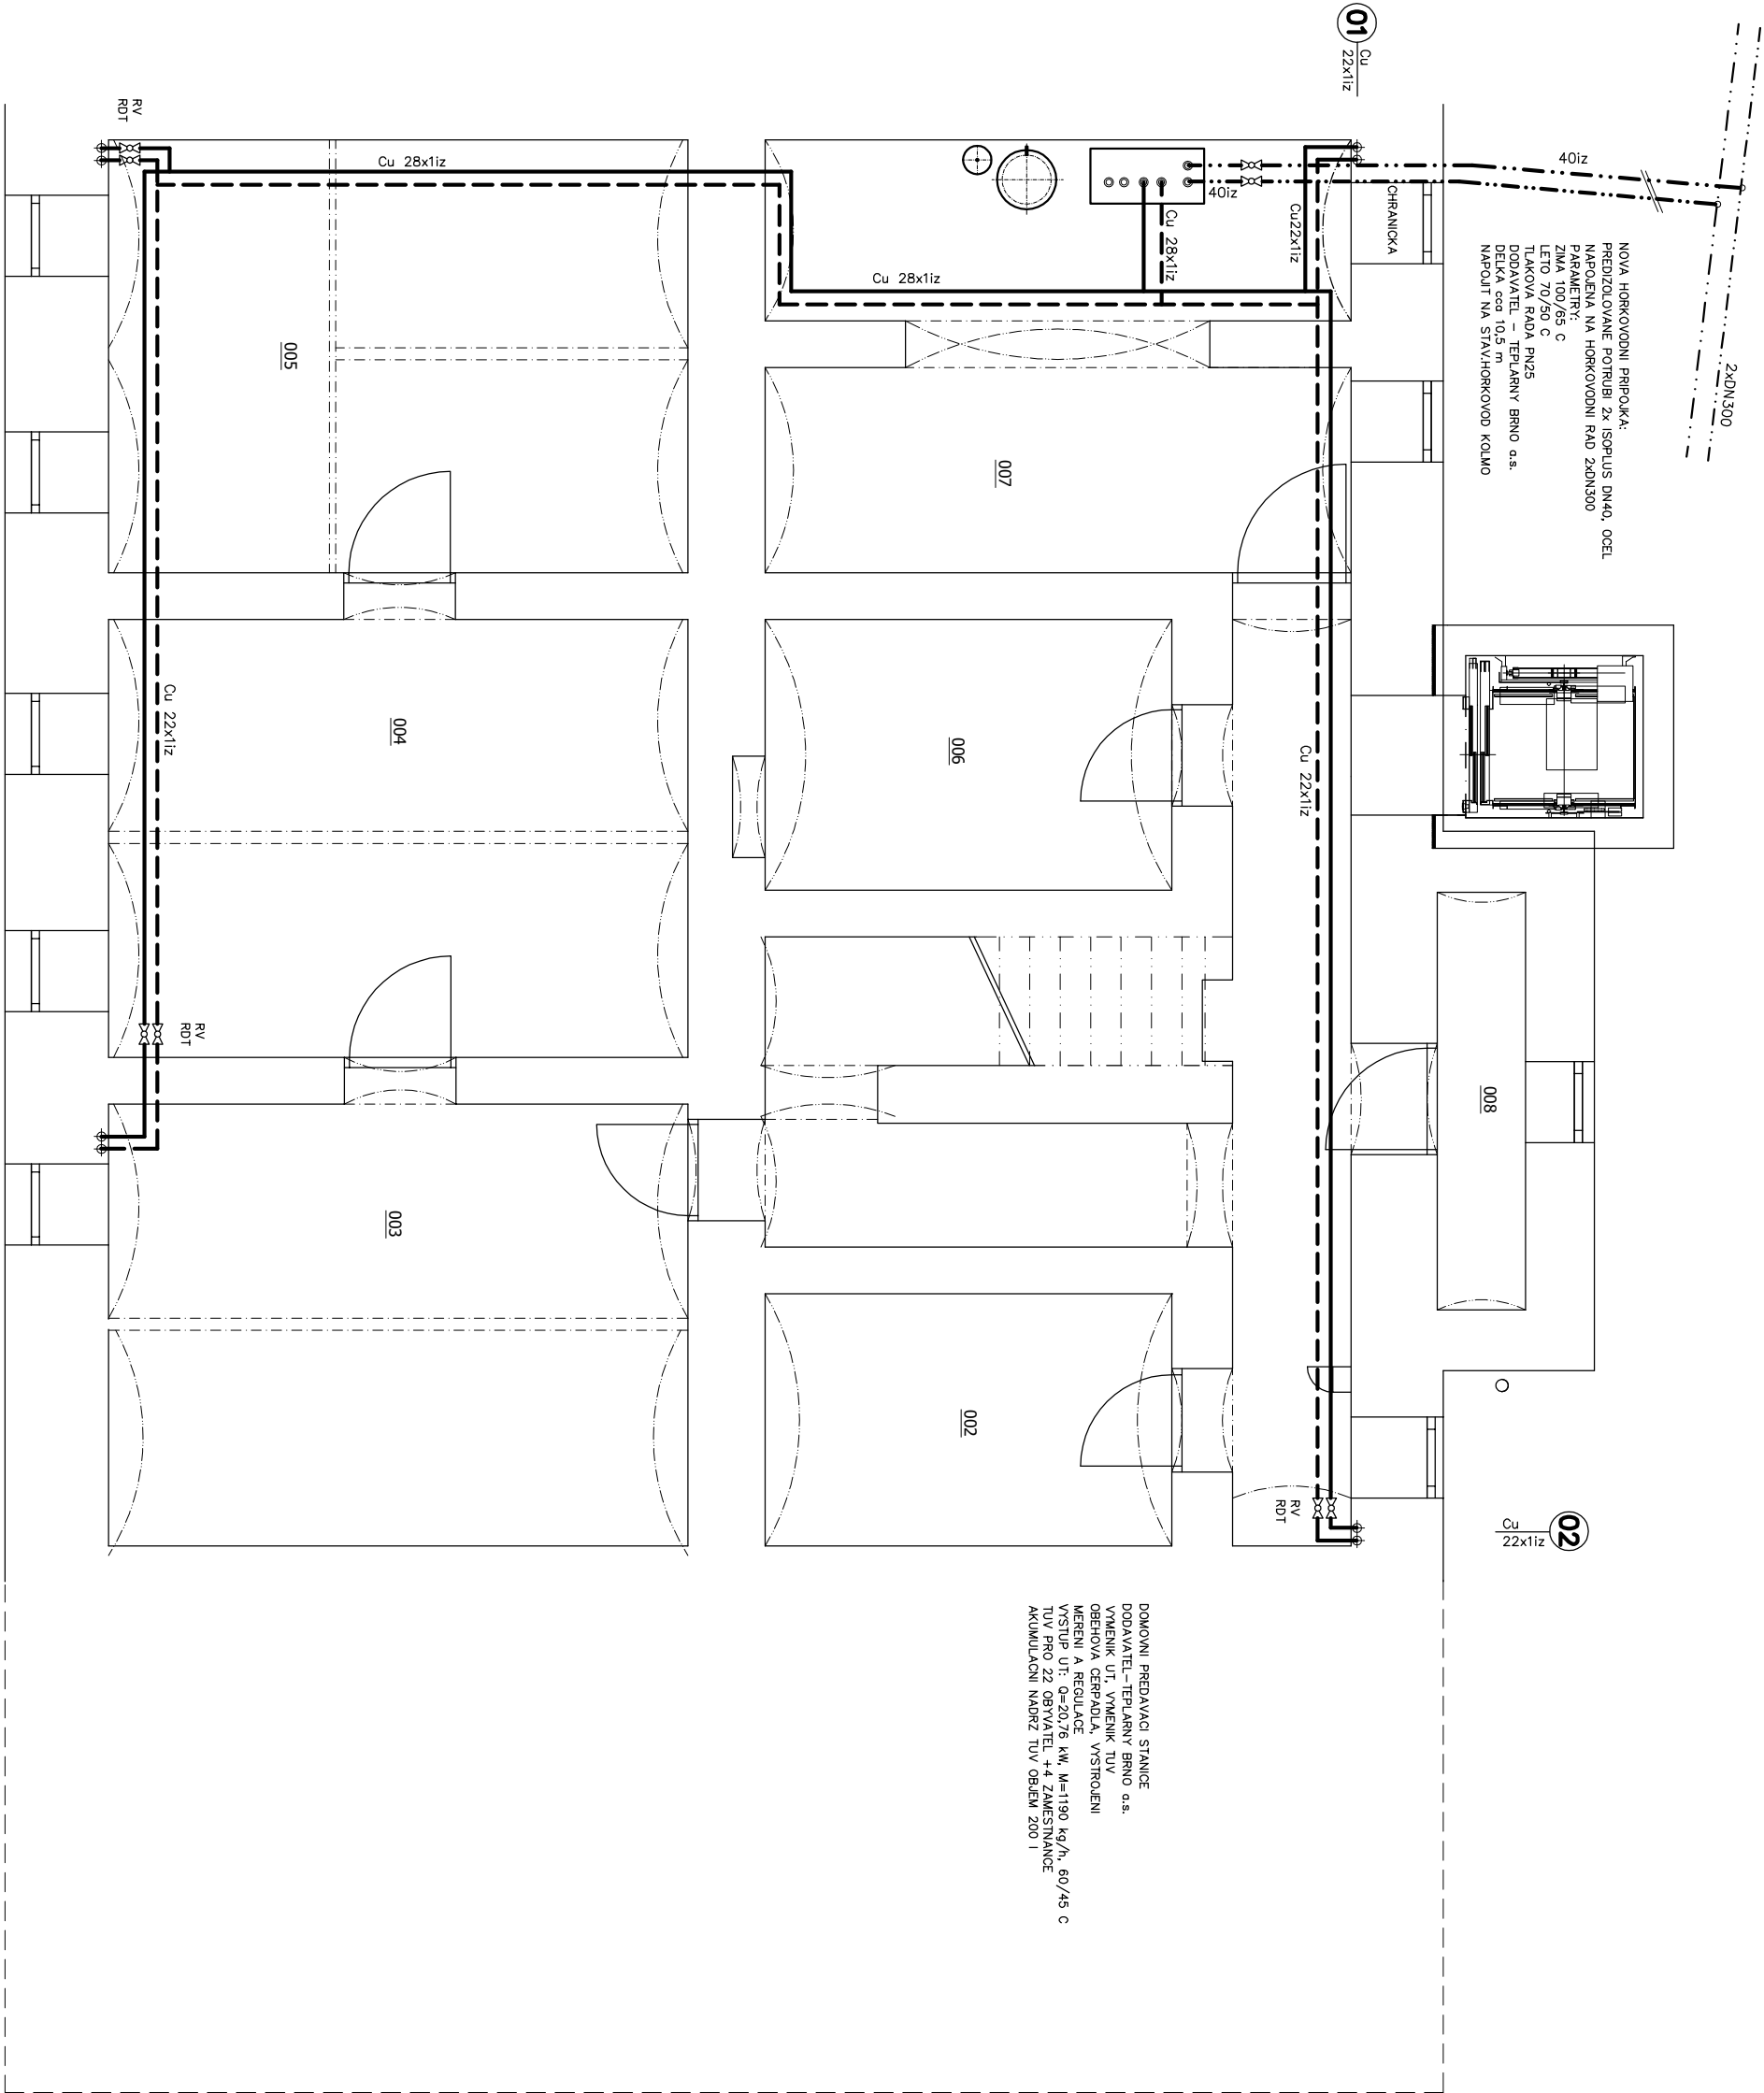 01
Cu
22x1iz
40iz
2xDN300
NOVA HORKOVODNI PRIPOJKA:
PREDIZOLOVANE POTRUBI 2x ISOPLUS DN40, OCEL
NAPOJENA NA HORKOVODNI RAD 2xDN300
PARAMETRY:
ZIMA 100/65 C
LETO 70/50 C
TLAKOVA RADA PN25
DODAVATEL – TEPLARNY BRNO a.s.
DELKA cca 10,5 m
NAPOJIT NA STAV.HORKOVOD KOLMO
CHRANICKA
Cu22x1iz
40iz
Cu 28x1iz
Cu 28x1iz
Cu 28x1iz
RV
RDT
005
007
Cu 22x1iz
004
006
Cu 22x1iz
RV
RDT
008
003
002
RV
RDT
02
Cu
22x1iz
DOMOVNI PREDAVACI STANICE
DODAVATEL–TEPLARNY BRNO a.s.
VYMENIK UT, VYMENIK TUV
OBEHOVA CERPADLA, VYSTROJENI
MERENI A REGULACE
VYSTUP UT: Q=20,76 kW, M=1190 kg/h, 60/45 C
TUV PRO 22 OBYVATEL +4 ZAMESTNANCE
AKUMULACNI NADRZ TUV OBJEM 200 l